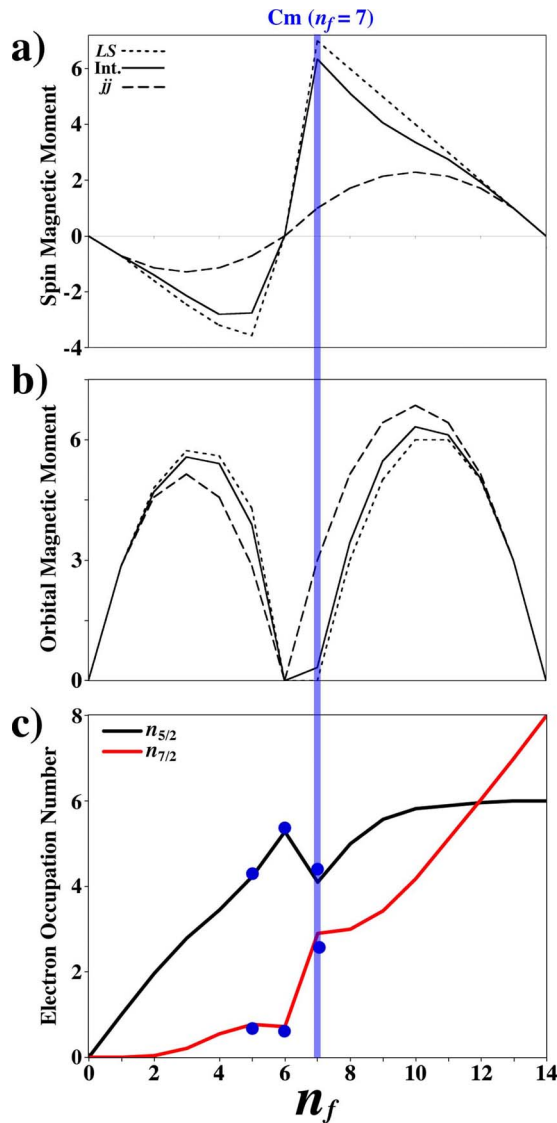 Cm (n_f = 7)
a)
LS
Int.
jj
Spin Magnetic Moment
6
4
2
0
-2
-4
b)
Orbital Magnetic Moment
6
3
0
c)
n_5/2
n_7/2
Electron Occupation Number
8
6
4
2
0
0 2 4 6 8 10 12 14
n_f